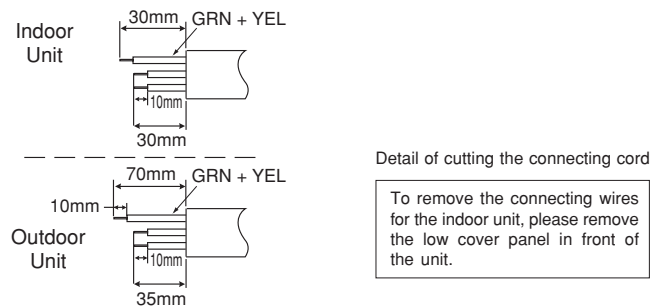 30mm
GRN + YEL
Indoor
Unit
10mm
30mm
70mm
GRN + YEL
10mm
Outdoor
Unit
10mm
35mm
Detail of cutting the connecting cord
To remove the connecting wires
for the indoor unit, please remove
the low cover panel in front of
the unit.